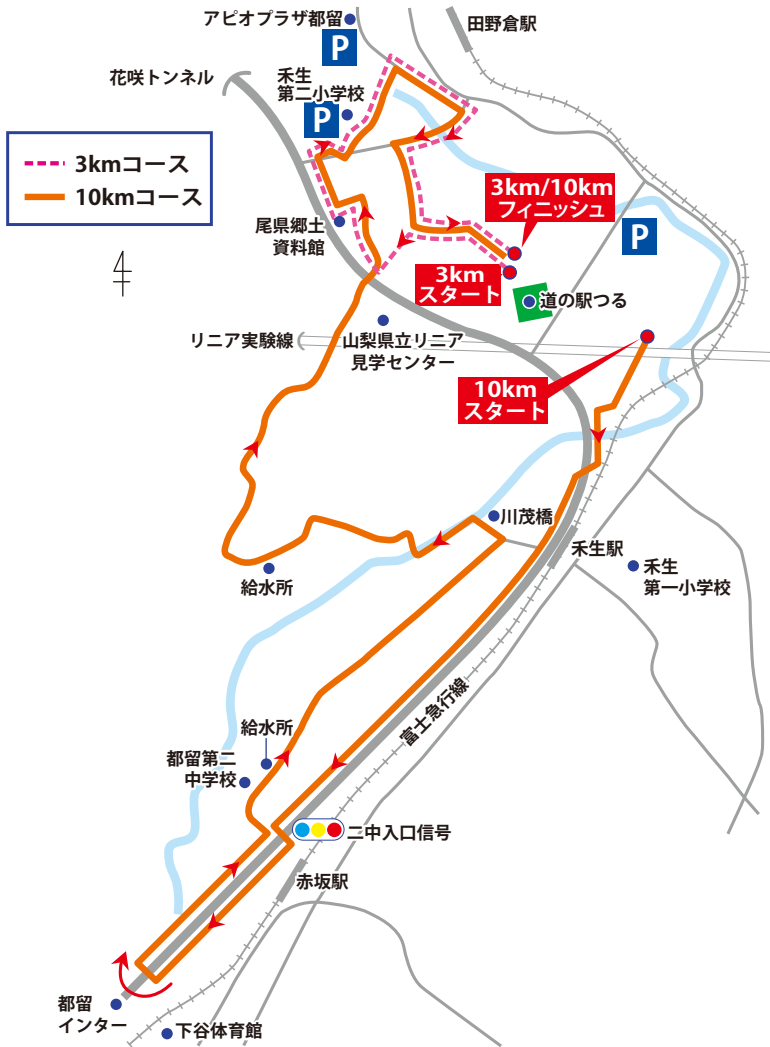 アピオプラザ都留
P
田野倉駅
花咲トンネル
禾生
第二小学校
P
3kmコース
10kmコース
3km/10km
フィニッシュ
尾県郷土
資料館
P
3km
スタート
道の駅つる
リニア実験線
山梨県立リニア
見学センター
10km
スタート
川茂橋
禾生駅
禾生
第一小学校
給水所
富士急行線
給水所
都留第二
中学校
二中入口信号
赤坂駅
都留
インター
下谷体育館